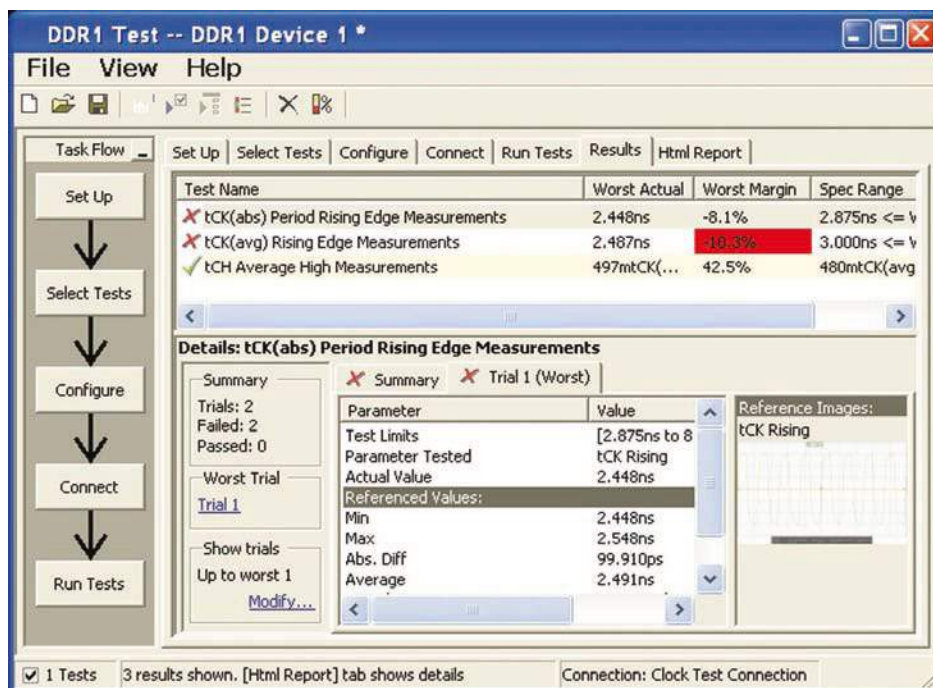 DDR1 Test -- DDR1 Device 1 *
File View Help
Task Flow
Set Up
Select Tests
Configure
Connect
Run Tests
Set Up Select Tests Configure Connect Run Tests Results Html Report
Test Name Worst Actual Worst Margin Spec Range
tCK(abs) Period Rising Edge Measurements 2.448ns -8.1% 2.875ns <= V
tCK(avg) Rising Edge Measurements 2.487ns -10.3% 3.000ns <= V
tCH Average High Measurements 497mtCK(... 42.5% 480mtCK(avg
Details: tCK(abs) Period Rising Edge Measurements
Summary
Trials: 2
Failed: 2
Passed: 0
Worst Trial
Trial 1
Show trials
Up to worst 1
Modify...
Summary Trial 1 (Worst)
Parameter Value
Test Limits [2.875ns to 8
Parameter Tested tCK Rising
Actual Value 2.448ns
Referenced Values:
Min 2.448ns
Max 2.548ns
Abs. Diff 99.910ps
Average 2.491ns
Reference Images:
tCK Rising
1 Tests 3 results shown. [Html Report] tab shows details Connection: Clock Test Connection